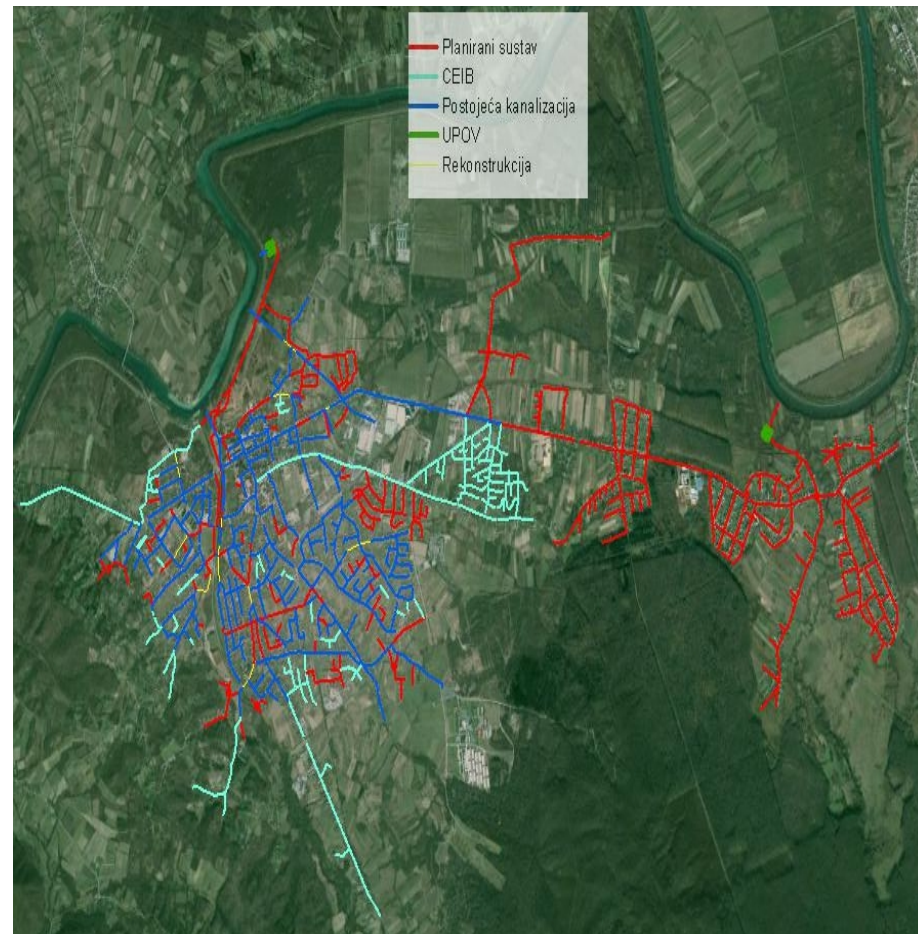 Planirani sustav
CEIB
Postojeća kanalizacija
UPOV
Rekonstrukcija